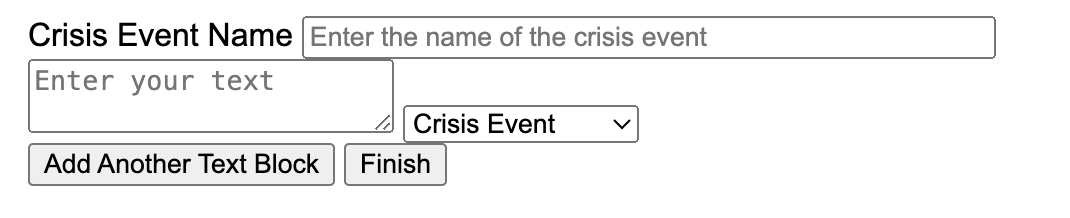 Crisis Event Name Enter the name of the crisis event
Enter your text
Crisis Event
Add Another Text Block Finish